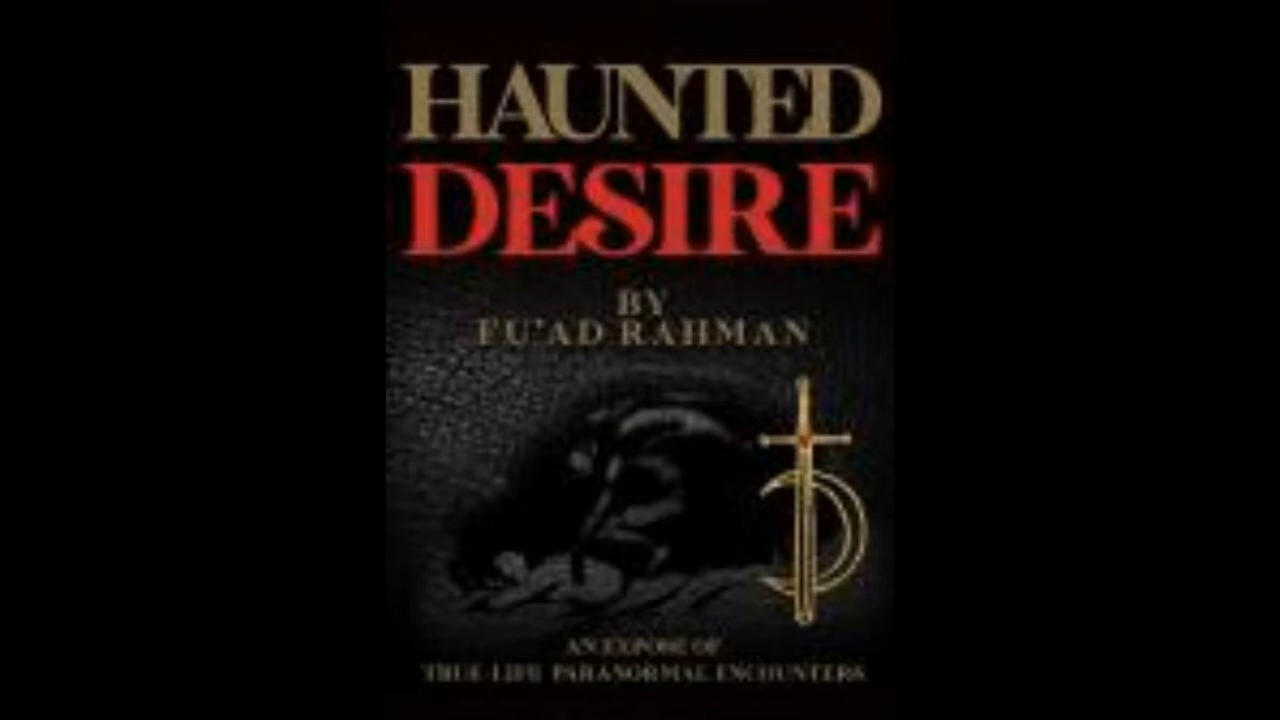 HAUNTED
DESIRE
BY
FU'AD RAHMAN
AN EXPOSE OF
TRUE-LIFE PARANORMAL ENCOUNTERS